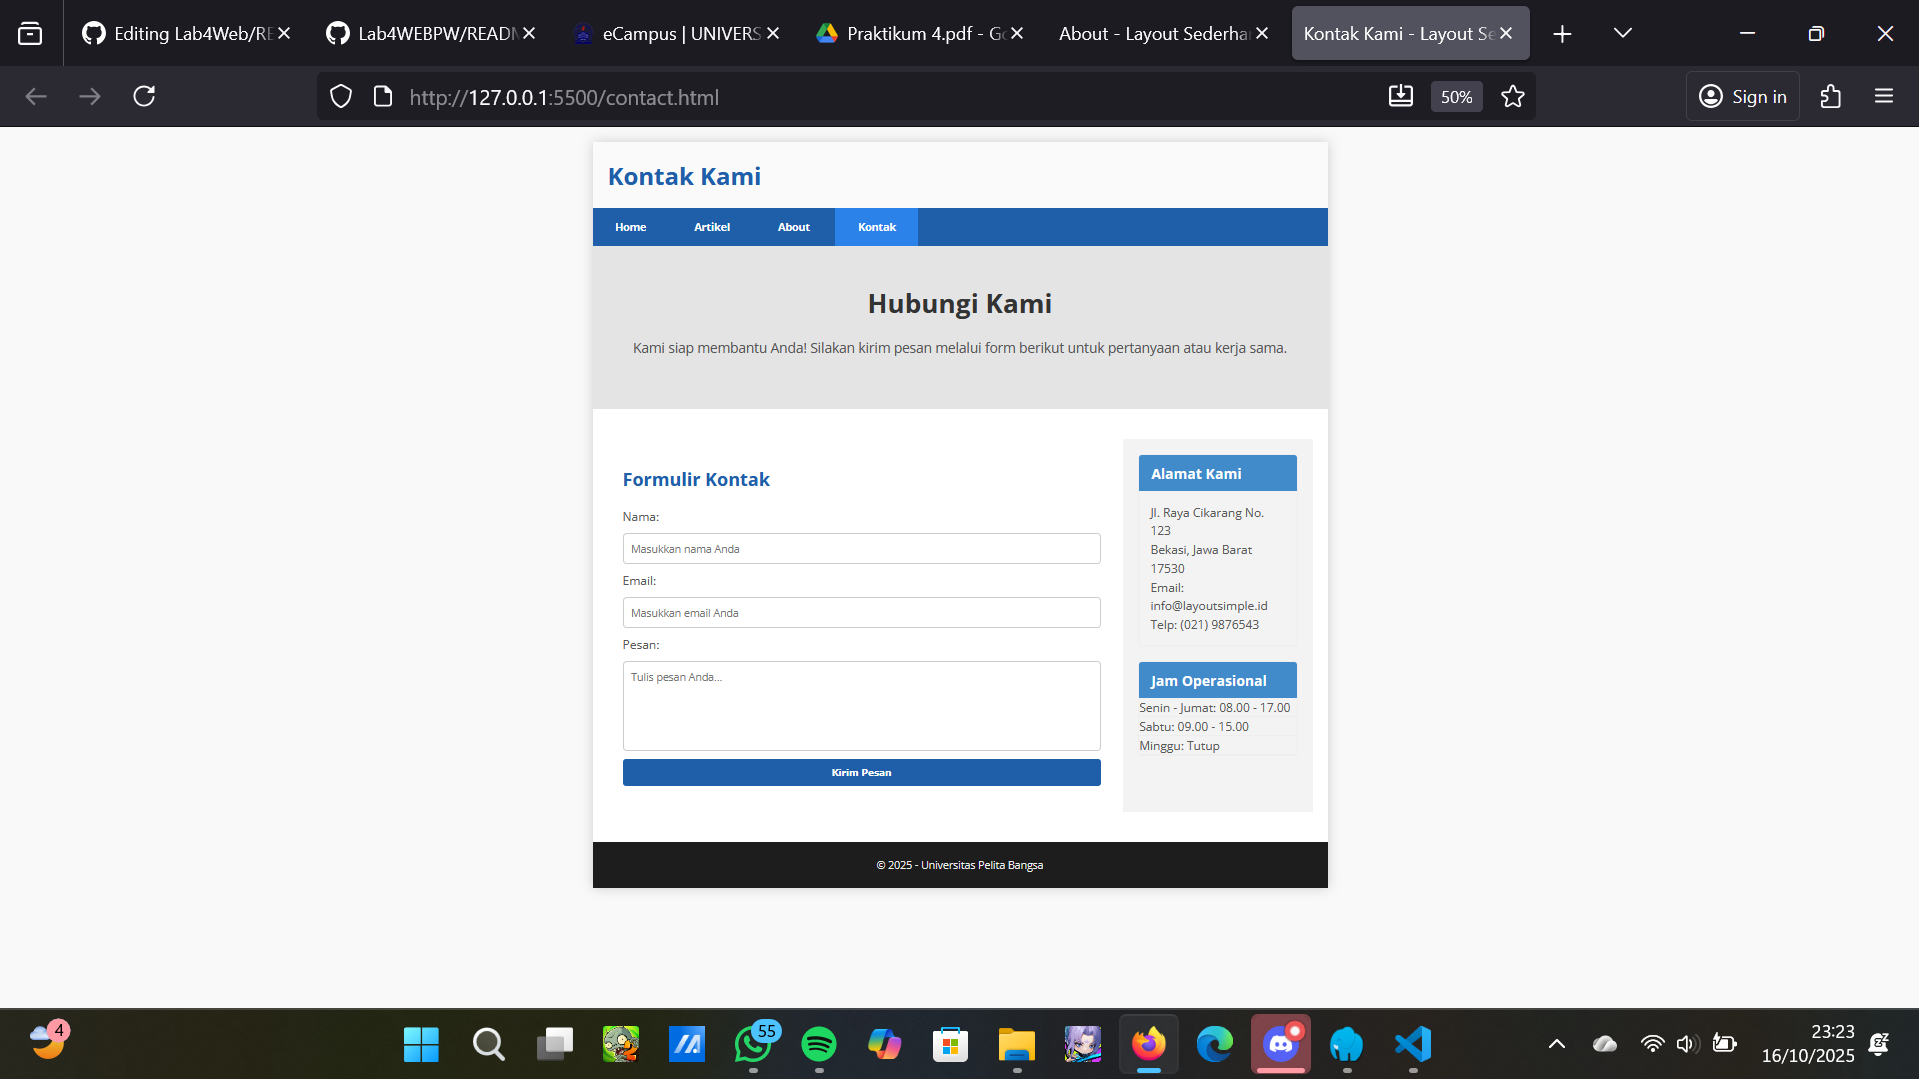 Editing Lab4Web/RE
Lab4WEBPW/READ
eCampus | UNIVERS
Praktikum 4.pdf - Go
About - Layout Sederha
Kontak Kami - Layout Se
http://127.0.0.1:5500/contact.html
50%
Sign in
Kontak Kami
Home
Artikel
About
Kontak
Hubungi Kami
Kami siap membantu Anda! Silakan kirim pesan melalui form berikut untuk pertanyaan atau kerja sama.
Formulir Kontak
Nama:
Masukkan nama Anda
Email:
Masukkan email Anda
Pesan:
Tulis pesan Anda...
Kirim Pesan
Alamat Kami
Jl. Raya Cikarang No.
123
Bekasi, Jawa Barat
17530
Email:
info@layoutsimple.id
Telp: (021) 9876543
Jam Operasional
Senin - Jumat: 08.00 - 17.00
Sabtu: 09.00 - 15.00
Minggu: Tutup
© 2025 - Universitas Pelita Bangsa
4
55
23:23
16/10/2025